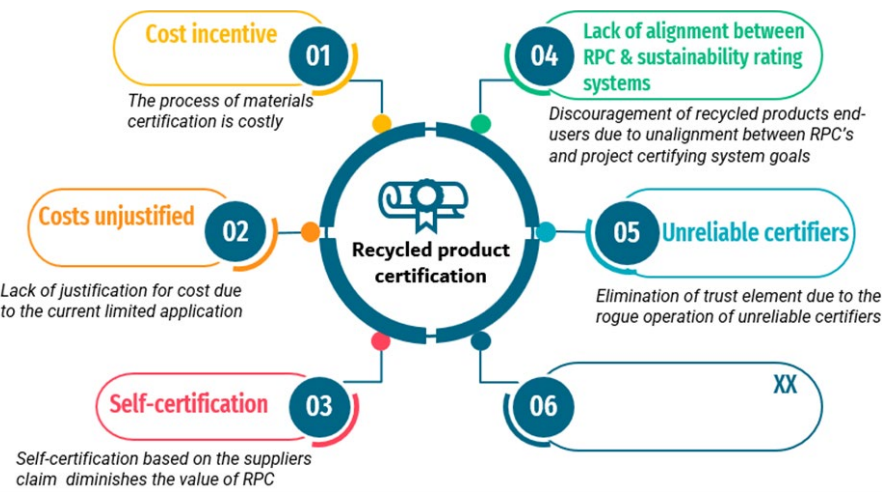 Cost incentive
01
The process of materials
certification is costly
Costs unjustified
02
Lack of justification for cost due
to the current limited application
Self-certification
03
Self-certification based on the suppliers
claim diminishes the value of RPC
Recycled product
certification
04
Lack of alignment between
RPC & sustainability rating
systems
Discouragement of recycled products end-
users due to unalignment between RPC's
and project certifying system goals
05
Unreliable certifiers
Elimination of trust element due to the
rogue operation of unreliable certifiers
06
XX